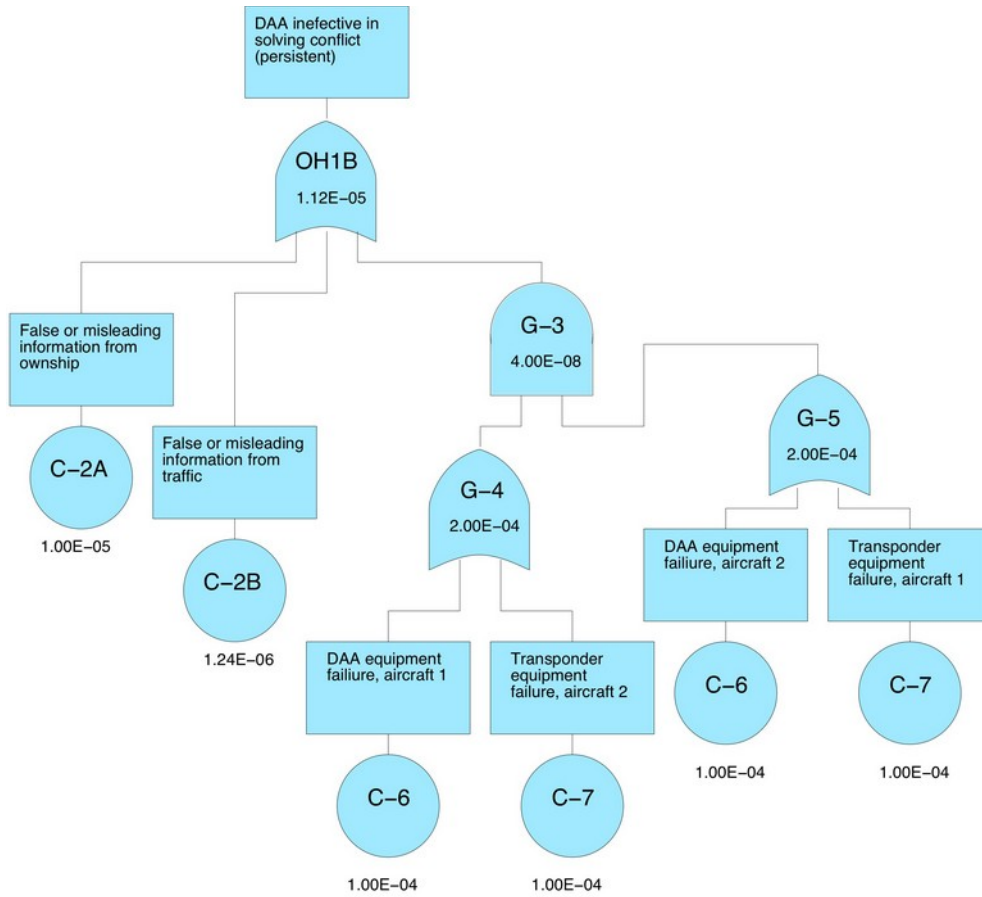 DAA inefective in
solving conflict
(persistent)
OH1B
1.12E−05
False or misleading
information from
ownship
C−2A
1.00E−05
False or misleading
information from
traffic
C−2B
1.24E−06
G−3
4.00E−08
G−4
2.00E−04
DAA equipment
failiure, aircraft 1
C−6
1.00E−04
Transponder
equipment
failure, aircraft 2
C−7
1.00E−04
G−5
2.00E−04
DAA equipment
failiure, aircraft 2
C−6
1.00E−04
Transponder
equipment
failure, aircraft 1
C−7
1.00E−04